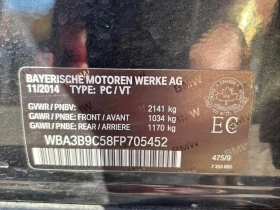 BAYERISCHE MOTOREN WERKE AG
11/2014 TYPE: PC / VT
GVWR / PNBV: 2141 kg
GAWR / PNBE: FRONT / AVANT 1034 kg
GAWR / PNBE: REAR / ARRIERE 1170 kg
WBA3B9C58FP705452
EC
475/9
BMW